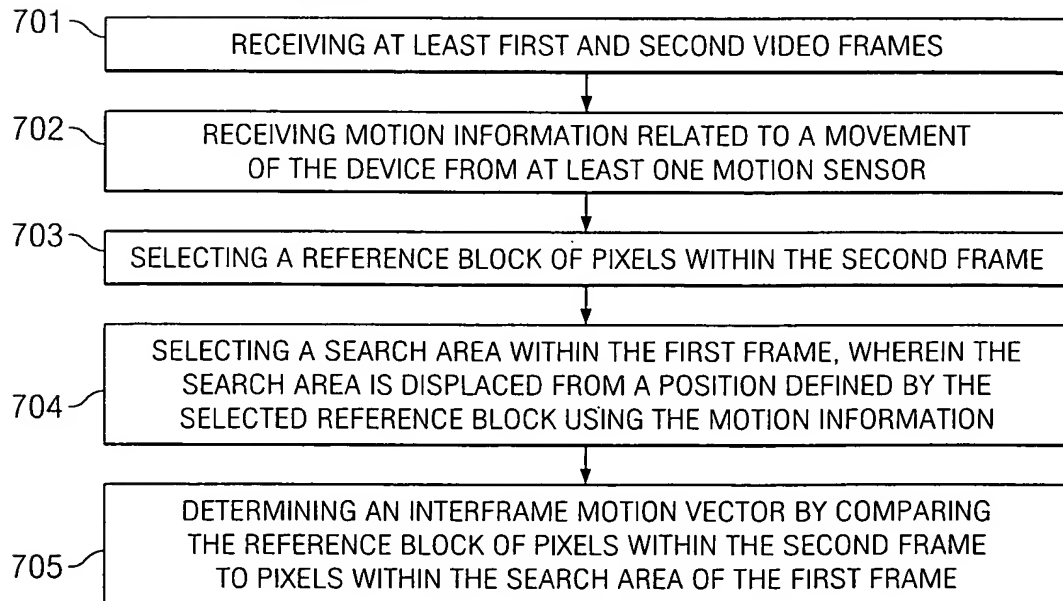 701
RECEIVING AT LEAST FIRST AND SECOND VIDEO FRAMES
702
RECEIVING MOTION INFORMATION RELATED TO A MOVEMENT
OF THE DEVICE FROM AT LEAST ONE MOTION SENSOR
703
SELECTING A REFERENCE BLOCK OF PIXELS WITHIN THE SECOND FRAME
704
SELECTING A SEARCH AREA WITHIN THE FIRST FRAME, WHEREIN THE
SEARCH AREA IS DISPLACED FROM A POSITION DEFINED BY THE
SELECTED REFERENCE BLOCK USING THE MOTION INFORMATION
705
DETERMINING AN INTERFRAME MOTION VECTOR BY COMPARING
THE REFERENCE BLOCK OF PIXELS WITHIN THE SECOND FRAME
TO PIXELS WITHIN THE SEARCH AREA OF THE FIRST FRAME